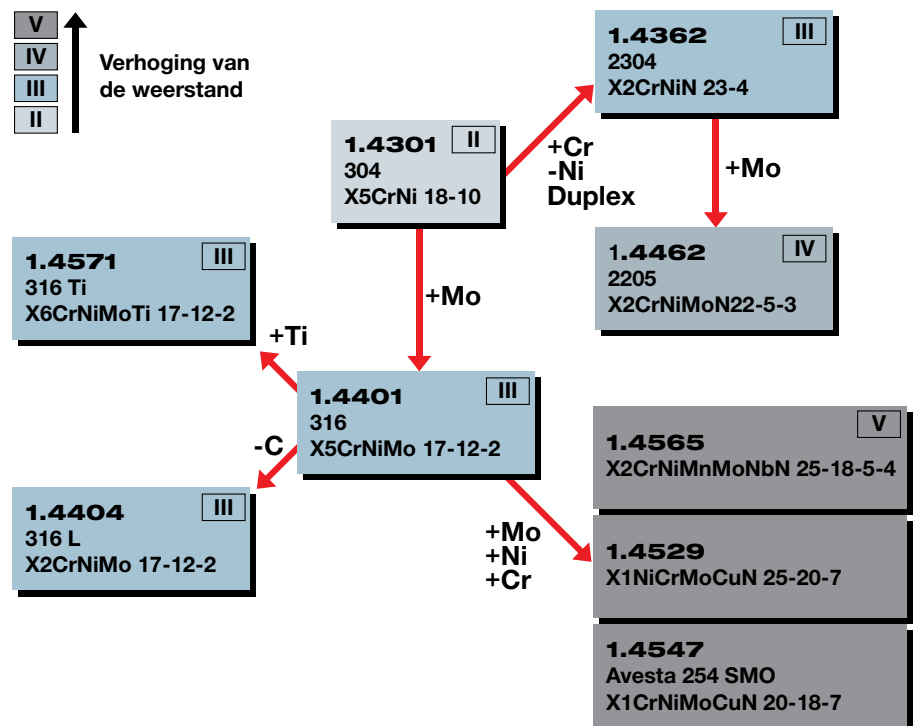 V
IV
III
II
Verhoging van
de weerstand
1.4362 III
2304
X2CrNiN 23-4
1.4301 II
304
X5CrNi 18-10
+Cr
-Ni
Duplex
+Mo
1.4462 IV
2205
X2CrNiMoN22-5-3
1.4571 III
316 Ti
X6CrNiMoTi 17-12-2
+Mo
+Ti
1.4401 III
316
X5CrNiMo 17-12-2
-C
1.4404 III
316 L
X2CrNiMo 17-12-2
+Mo
+Ni
+Cr
V
1.4565
X2CrNiMnMoNbN 25-18-5-4
1.4529
X1NiCrMoCuN 25-20-7
1.4547
Avesta 254 SMO
X1CrNiMoCuN 20-18-7